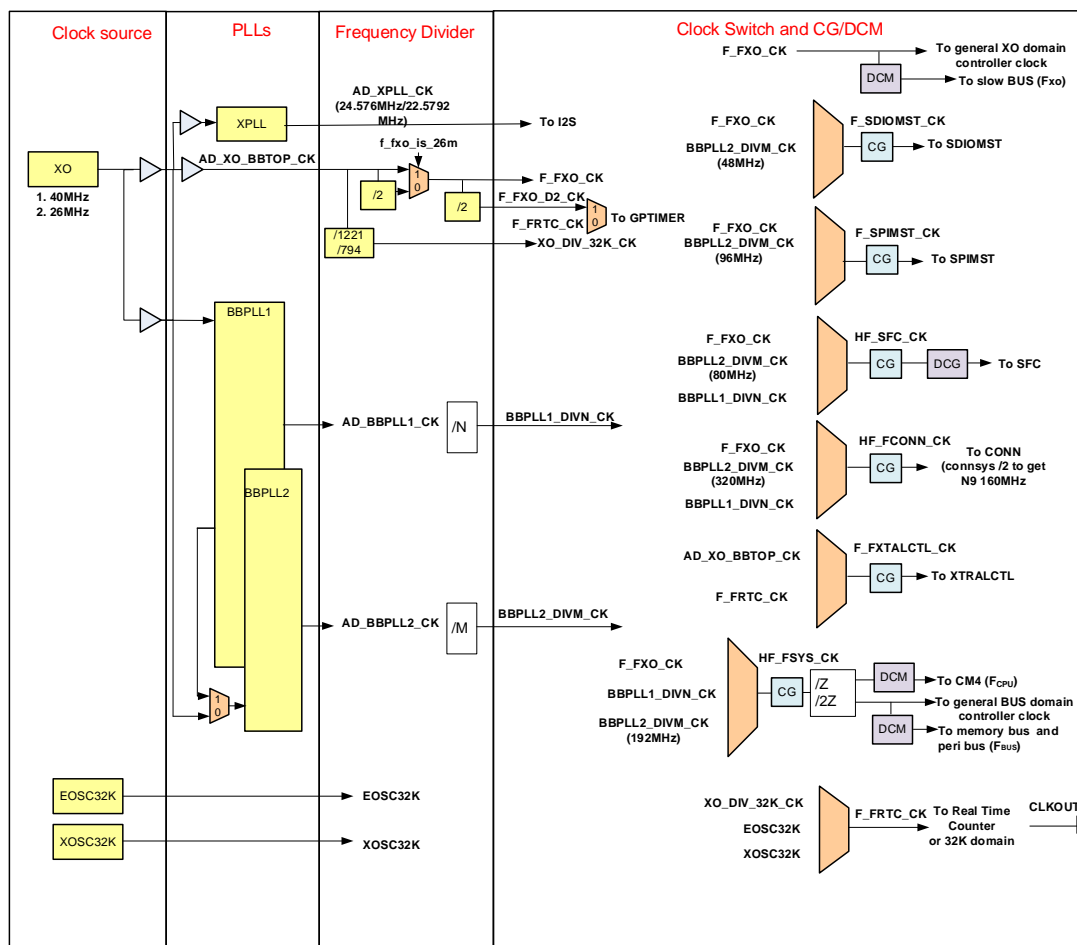 Clock source
PLLs
Frequency Divider
Clock Switch and CG/DCM
XO
1. 40MHz
2. 26MHz
EOSC32K
XOSC32K
XPLL
AD_XO_BBTOP_CK
BBPLL1
BBPLL2
1
0
AD_XPLL_CK
(24.576MHz/22.5792
MHz)
To I2S
f_fxo_is_26m
1
0
/2
F_FXO_CK
/2
F_FXO_D2_CK
F_FRTC_CK
1
0
To GPTIMER
/1221
/794
XO_DIV_32K_CK
AD_BBPLL1_CK
/N
BBPLL1_DIVN_CK
AD_BBPLL2_CK
/M
BBPLL2_DIVM_CK
EOSC32K
XOSC32K
F_FXO_CK
To general XO domain
controller clock
DCM
To slow BUS (Fxo)
F_FXO_CK
BBPLL2_DIVM_CK
(48MHz)
F_SDIOMST_CK
CG
To SDIOMST
F_FXO_CK
BBPLL2_DIVM_CK
(96MHz)
F_SPIMST_CK
CG
To SPIMST
F_FXO_CK
BBPLL2_DIVM_CK
(80MHz)
BBPLL1_DIVN_CK
HF_SFC_CK
CG
DCG
To SFC
F_FXO_CK
BBPLL2_DIVM_CK
(320MHz)
BBPLL1_DIVN_CK
HF_FCONN_CK
CG
To CONN
(connsys /2 to get
N9 160MHz
AD_XO_BBTOP_CK
F_FRTC_CK
F_FXTALCTL_CK
CG
To XTRALCTL
F_FXO_CK
BBPLL1_DIVN_CK
BBPLL2_DIVM_CK
(192MHz)
HF_FSYS_CK
CG
/Z
/2Z
DCM
To CM4 (FCPU)
To general BUS domain
controller clock
DCM
To memory bus and
peri bus (FBUS)
XO_DIV_32K_CK
EOSC32K
XOSC32K
F_FRTC_CK
To Real Time
Counter
or 32K domain
CLKOUT